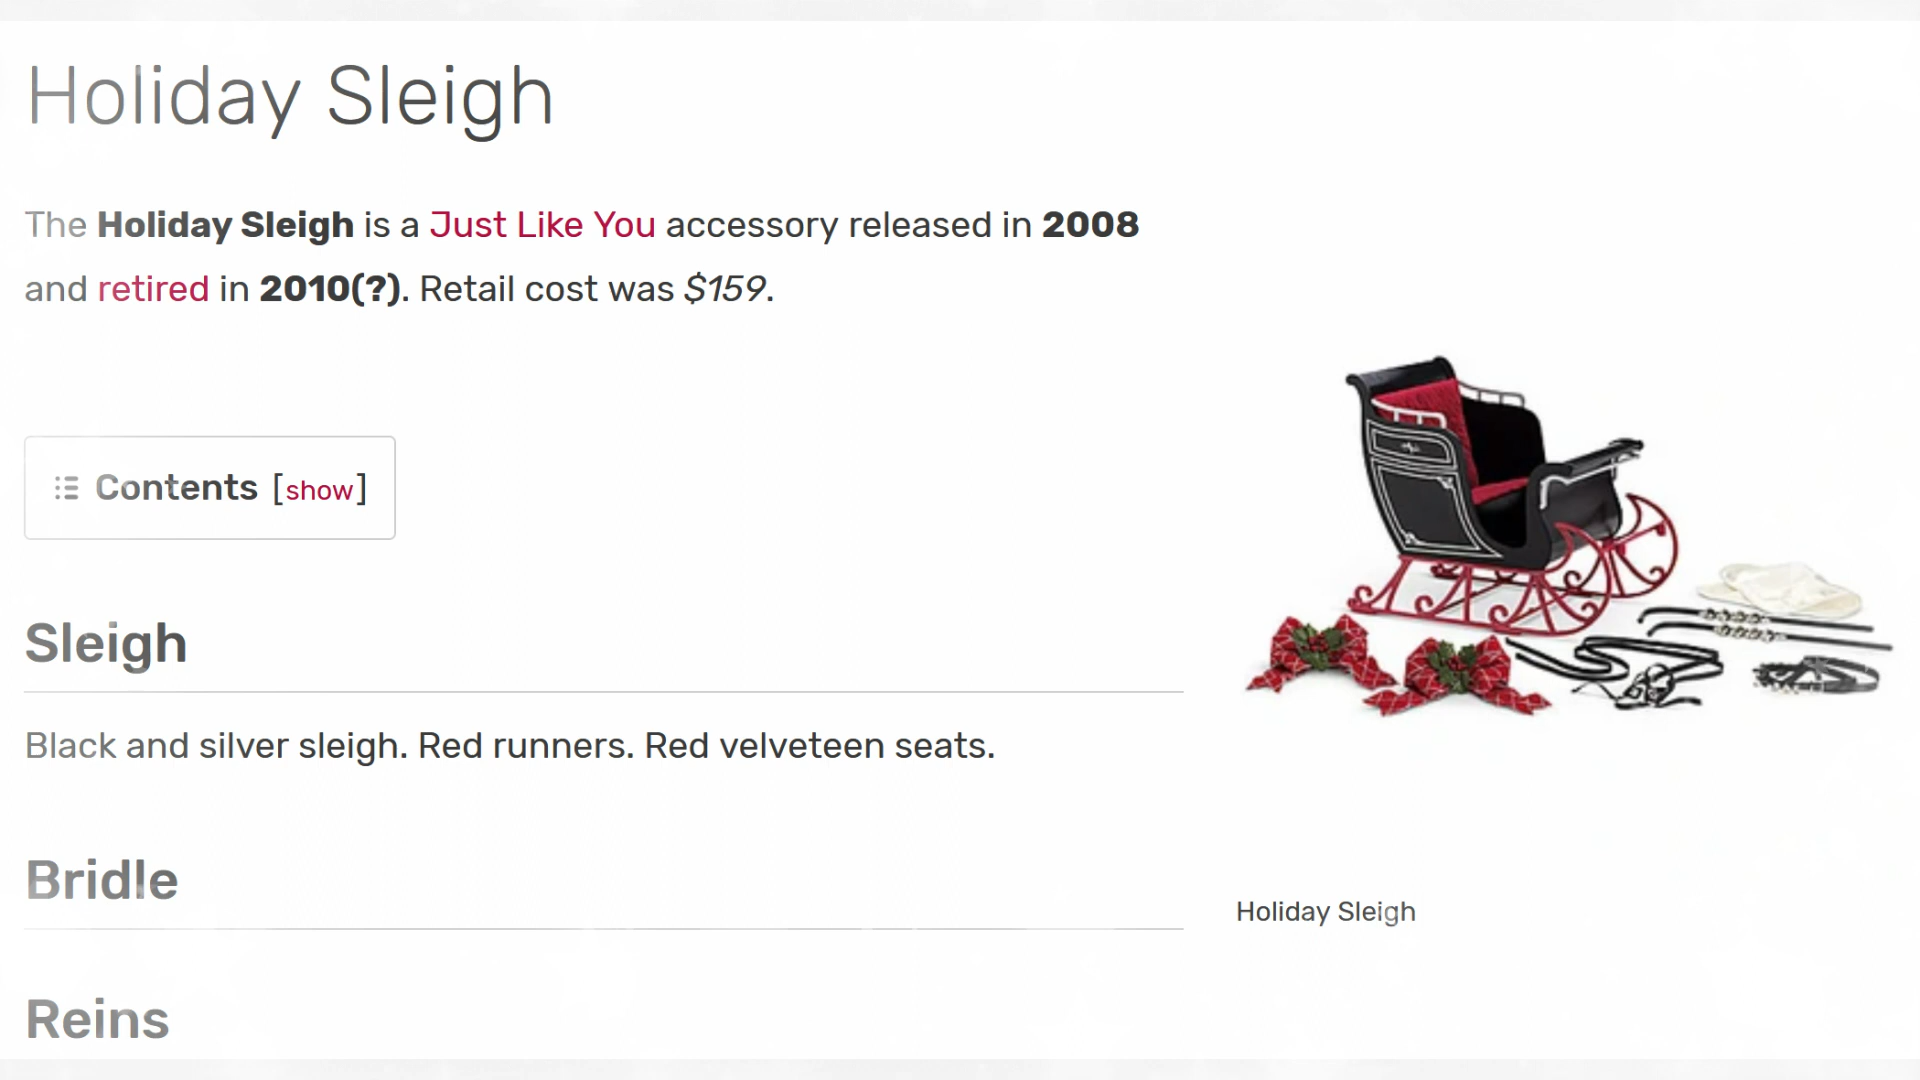 Holiday Sleigh
The Holiday Sleigh is a Just Like You accessory released in 2008
and retired in 2010(?). Retail cost was $159.
Contents [show]
Sleigh
Black and silver sleigh. Red runners. Red velveteen seats.
Bridle
Holiday Sleigh
Reins